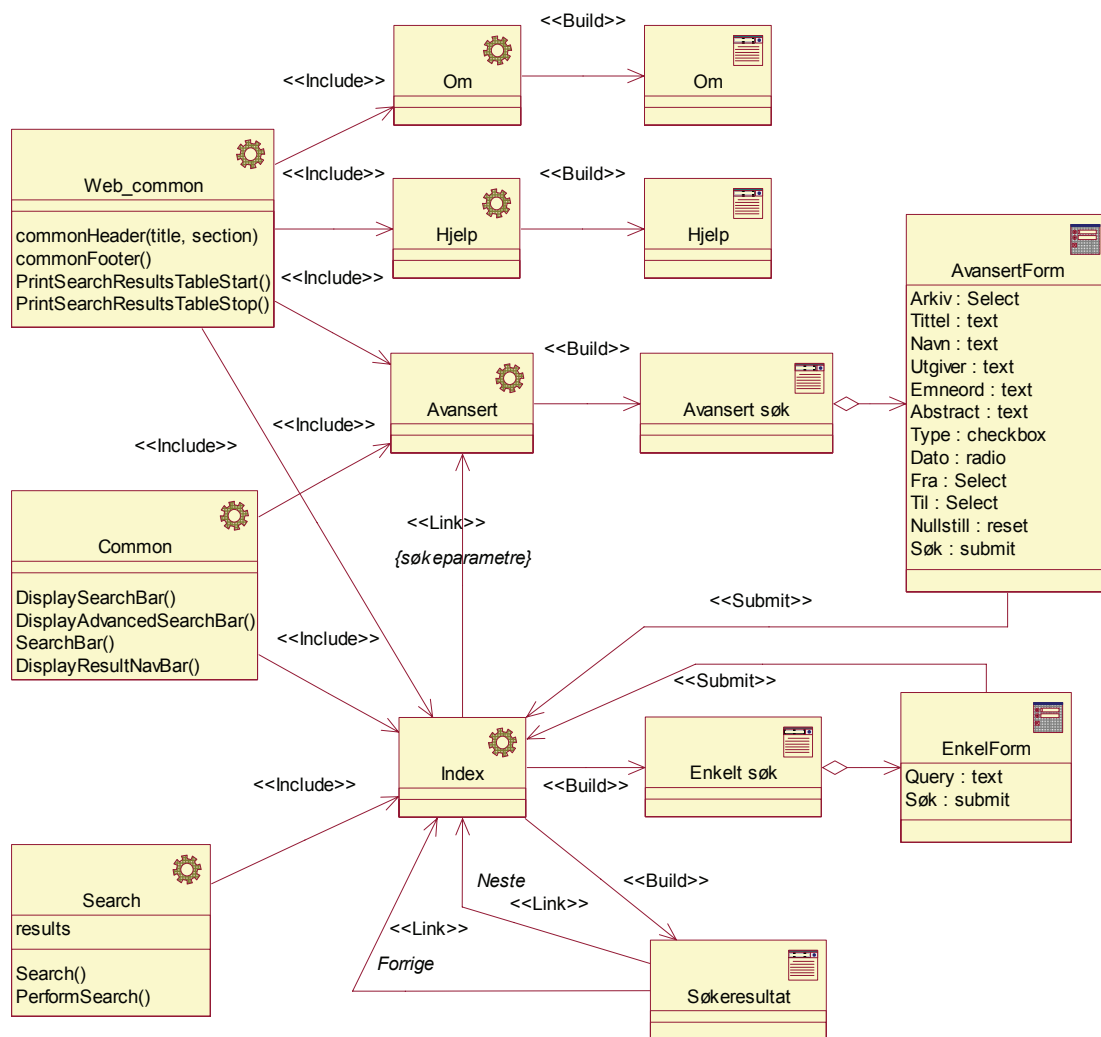 <<Build>>
<<Include>>
Om
Om
Web_common
commonHeader(title, section)
commonFooter()
PrintSearchResultsTableStart()
PrintSearchResultsTableStop()
<<Include>>
<<Build>>
Hjelp
Hjelp
<<Include>>
<<Build>>
Avansert
Avansert søk
AvansertForm
Arkiv : Select
Tittel : text
Navn : text
Utgiver : text
Emneord : text
Abstract : text
Type : checkbox
Dato : radio
Fra : Select
Til : Select
Nullstill : reset
Søk : submit
<<Include>>
<<Include>>
Common
DisplaySearchBar()
DisplayAdvancedSearchBar()
SearchBar()
DisplayResultNavBar()
<<Link>>
{søkeparametre}
<<Submit>>
<<Include>>
<<Submit>>
Index
Enkelt søk
EnkelForm
Query : text
Søk : submit
<<Include>>
<<Build>>
Search
results
Search()
PerformSearch()
Neste
<<Link>>
<<Build>>
<<Link>>
Forrige
Søkeresultat